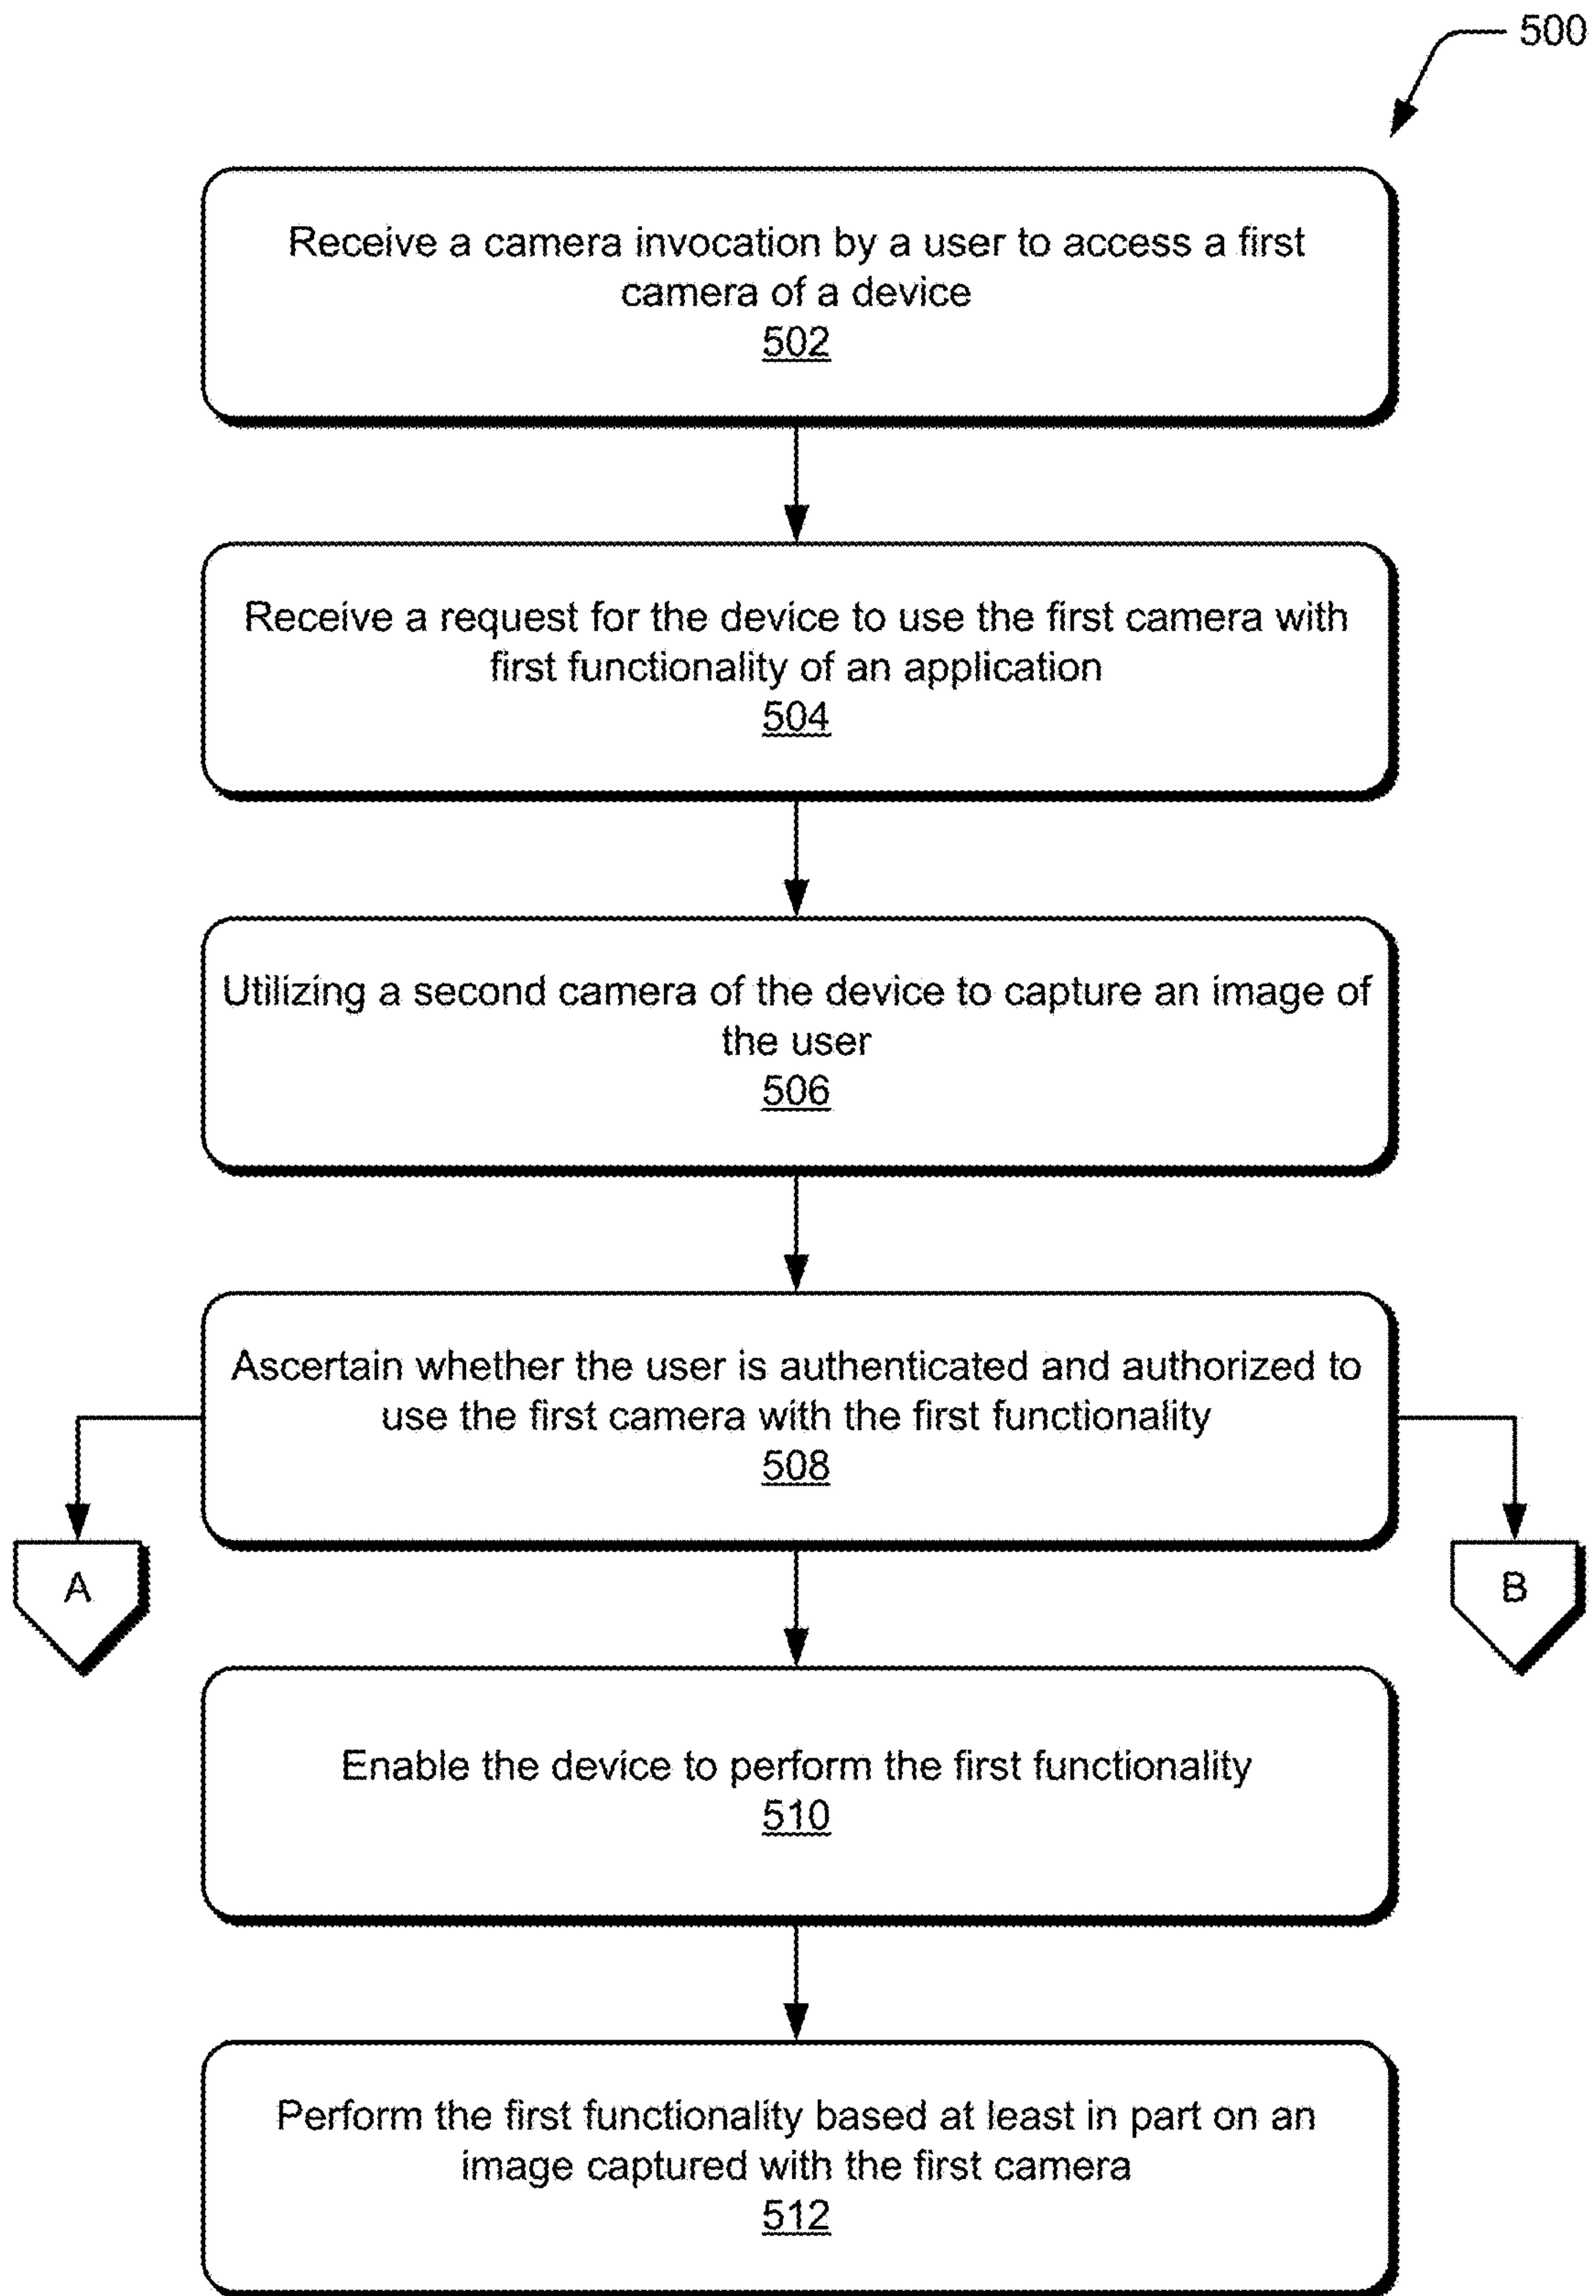 500
Receive a camera invocation by a user to access a first
camera of a device
502
Receive a request for the device to use the first camera with
first functionality of an application
504
Utilizing a second camera of the device to capture an image of
the user
506
Ascertain whether the user is authenticated and authorized to
use the first camera with the first functionality
508
A
B
Enable the device to perform the first functionality
510
Perform the first functionality based at least in part on an
image captured with the first camera
512